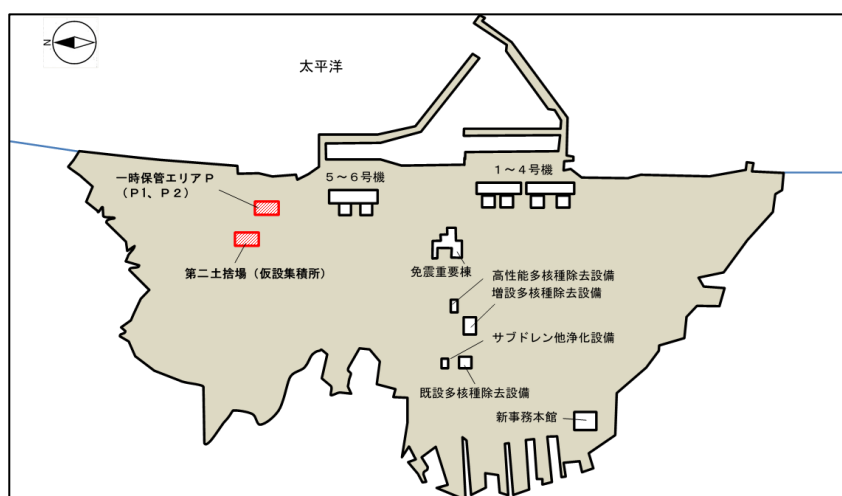 N
太平洋
一時保管エリアＰ
（Ｐ1、Ｐ２）
５～６号機
１～４号機
第二土捨場（仮設集積所）
免震重要棟
高性能多核種除去設備
増設多核種除去設備
サブドレン他浄化設備
既設多核種除去設備
新事務本館